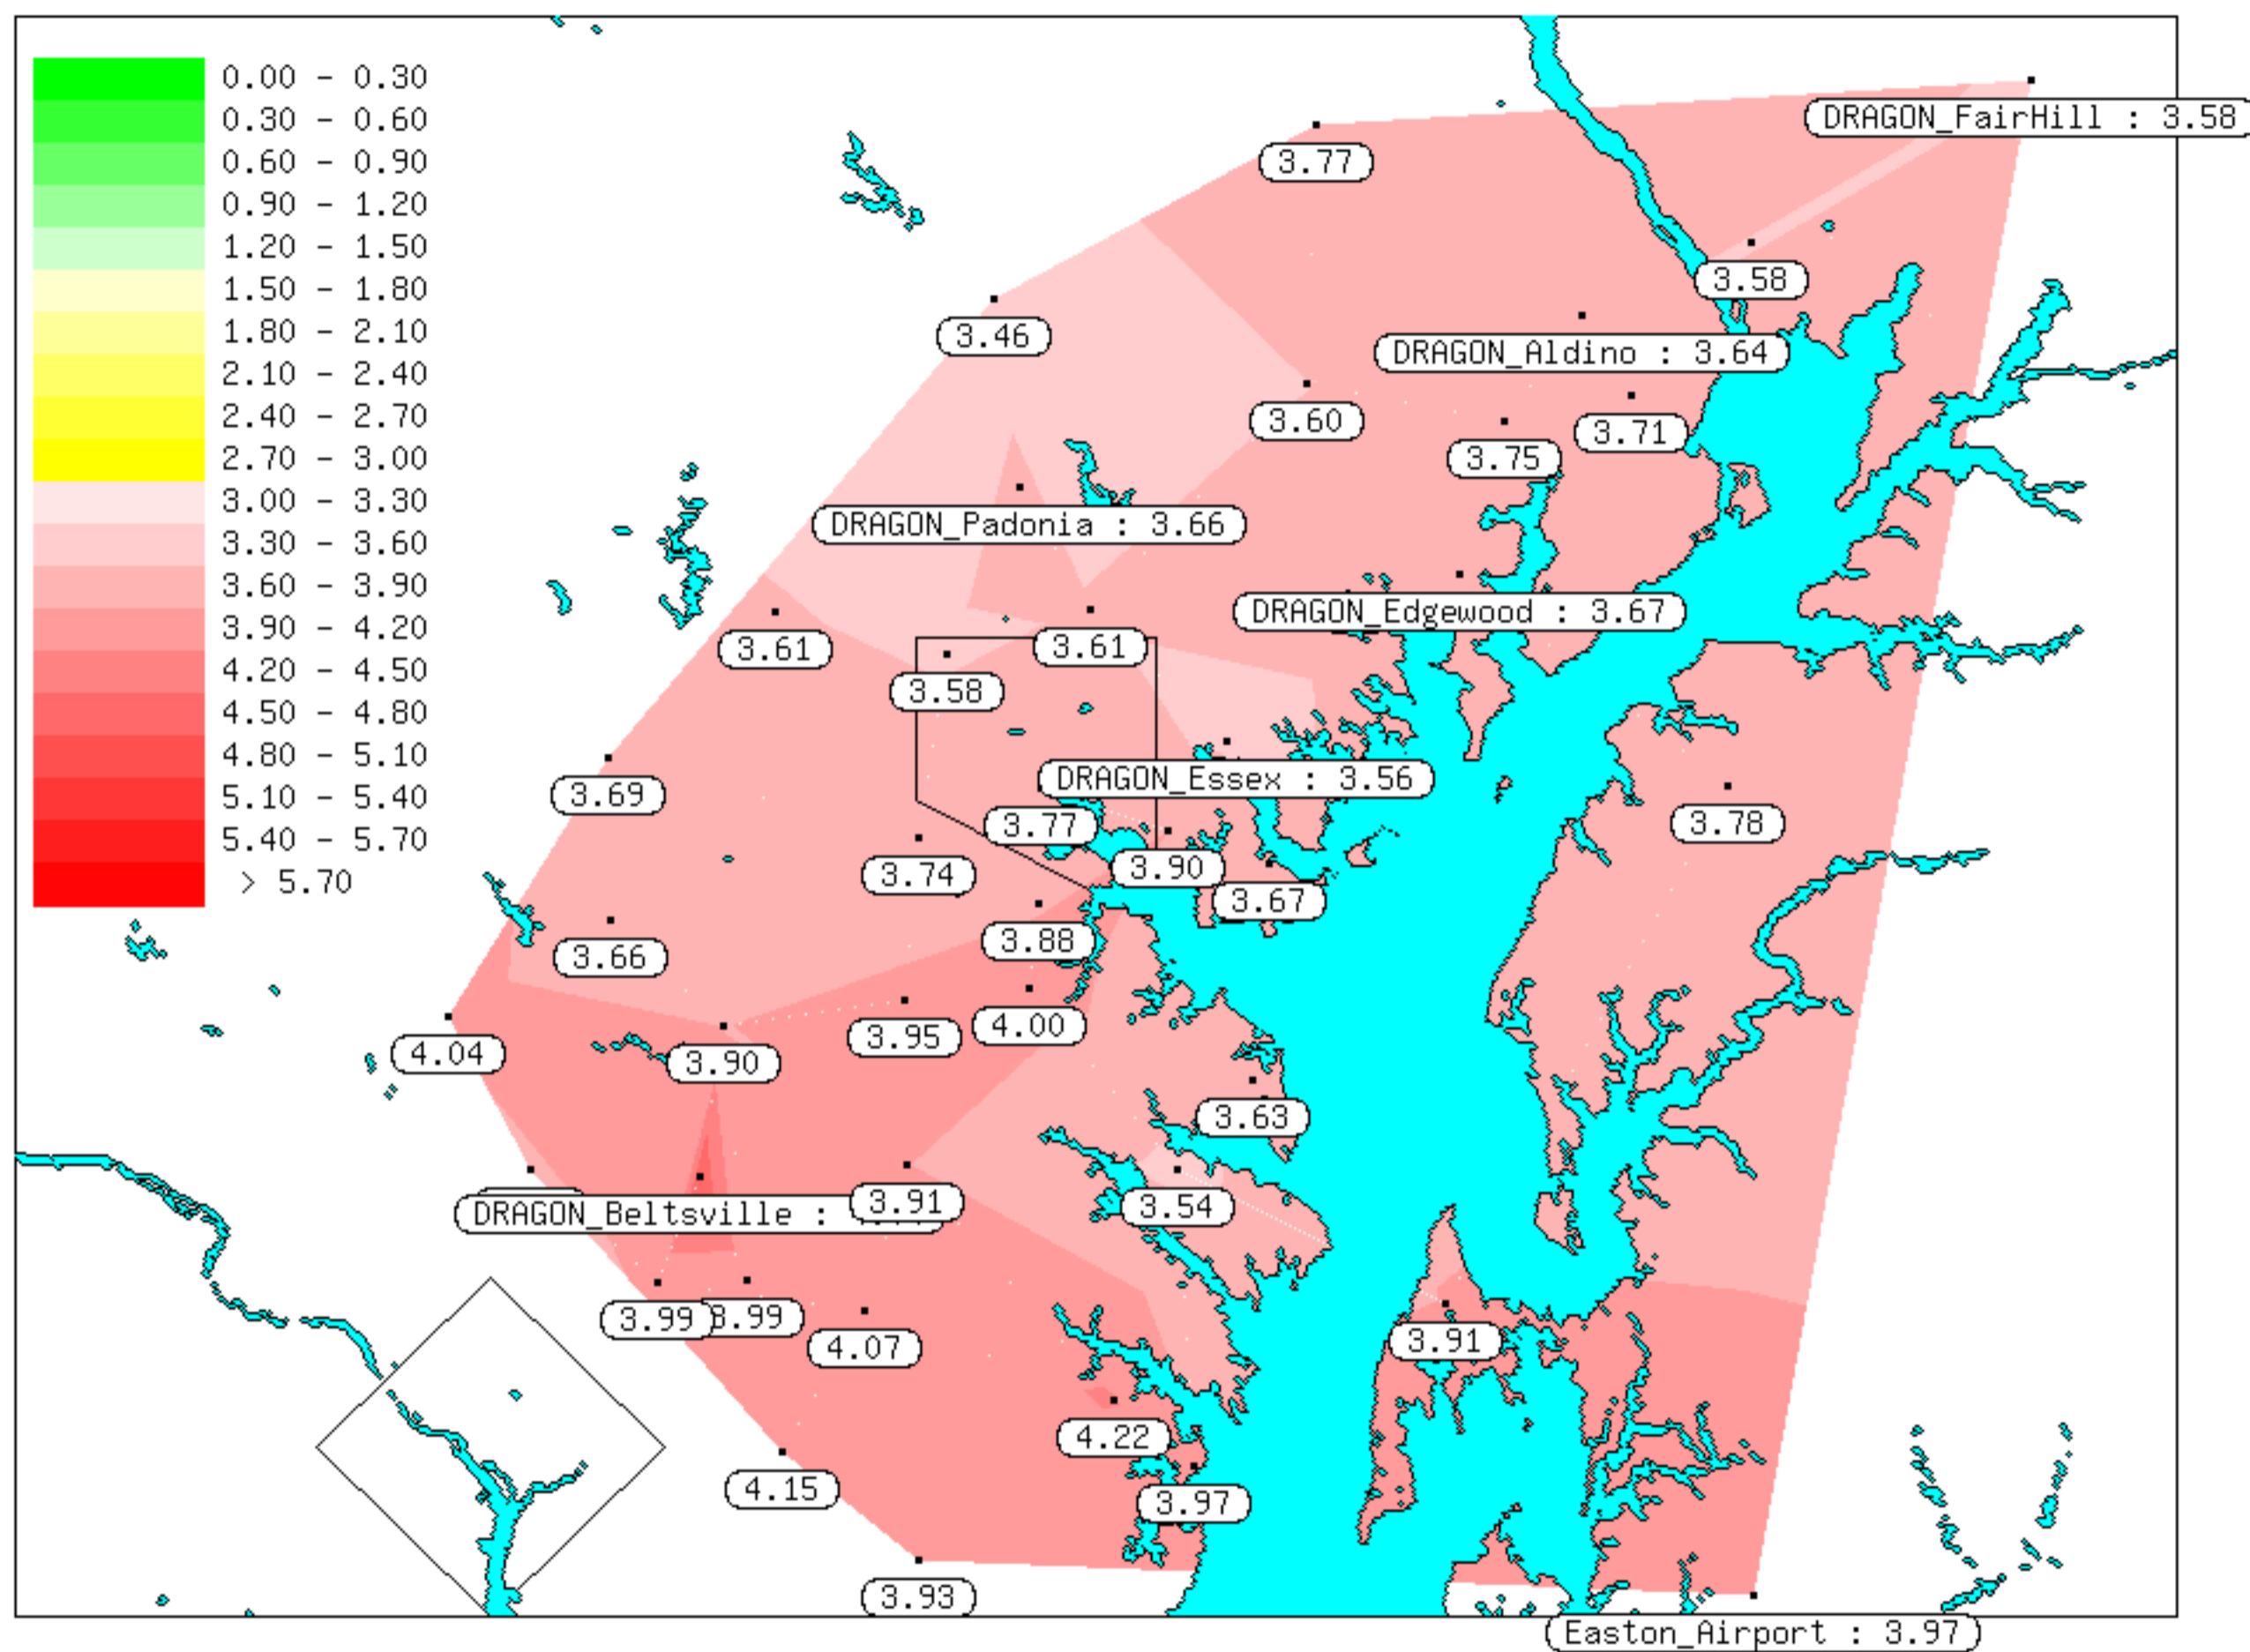 0.00 - 0.30
0.30 - 0.60
0.60 - 0.90
0.90 - 1.20
1.20 - 1.50
1.50 - 1.80
1.80 - 2.10
2.10 - 2.40
2.40 - 2.70
2.70 - 3.00
3.00 - 3.30
3.30 - 3.60
3.60 - 3.90
3.90 - 4.20
4.20 - 4.50
4.50 - 4.80
4.80 - 5.10
5.10 - 5.40
5.40 - 5.70
> 5.70
DRAGON_FairHill : 3.58
3.77
3.58
3.46
DRAGON_Aldino : 3.64
3.60
3.71
3.75
DRAGON_Padonia : 3.66
DRAGON_Edgewood : 3.67
3.61
3.61
3.58
DRAGON_Essex : 3.56
3.69
3.77
3.78
3.74
3.90
3.67
3.88
3.66
3.95
4.00
4.04
3.90
3.63
3.91
3.54
DRAGON_Beltsville :
3.99
3.99
4.07
3.91
4.22
4.15
3.97
3.93
Easton_Airport : 3.97